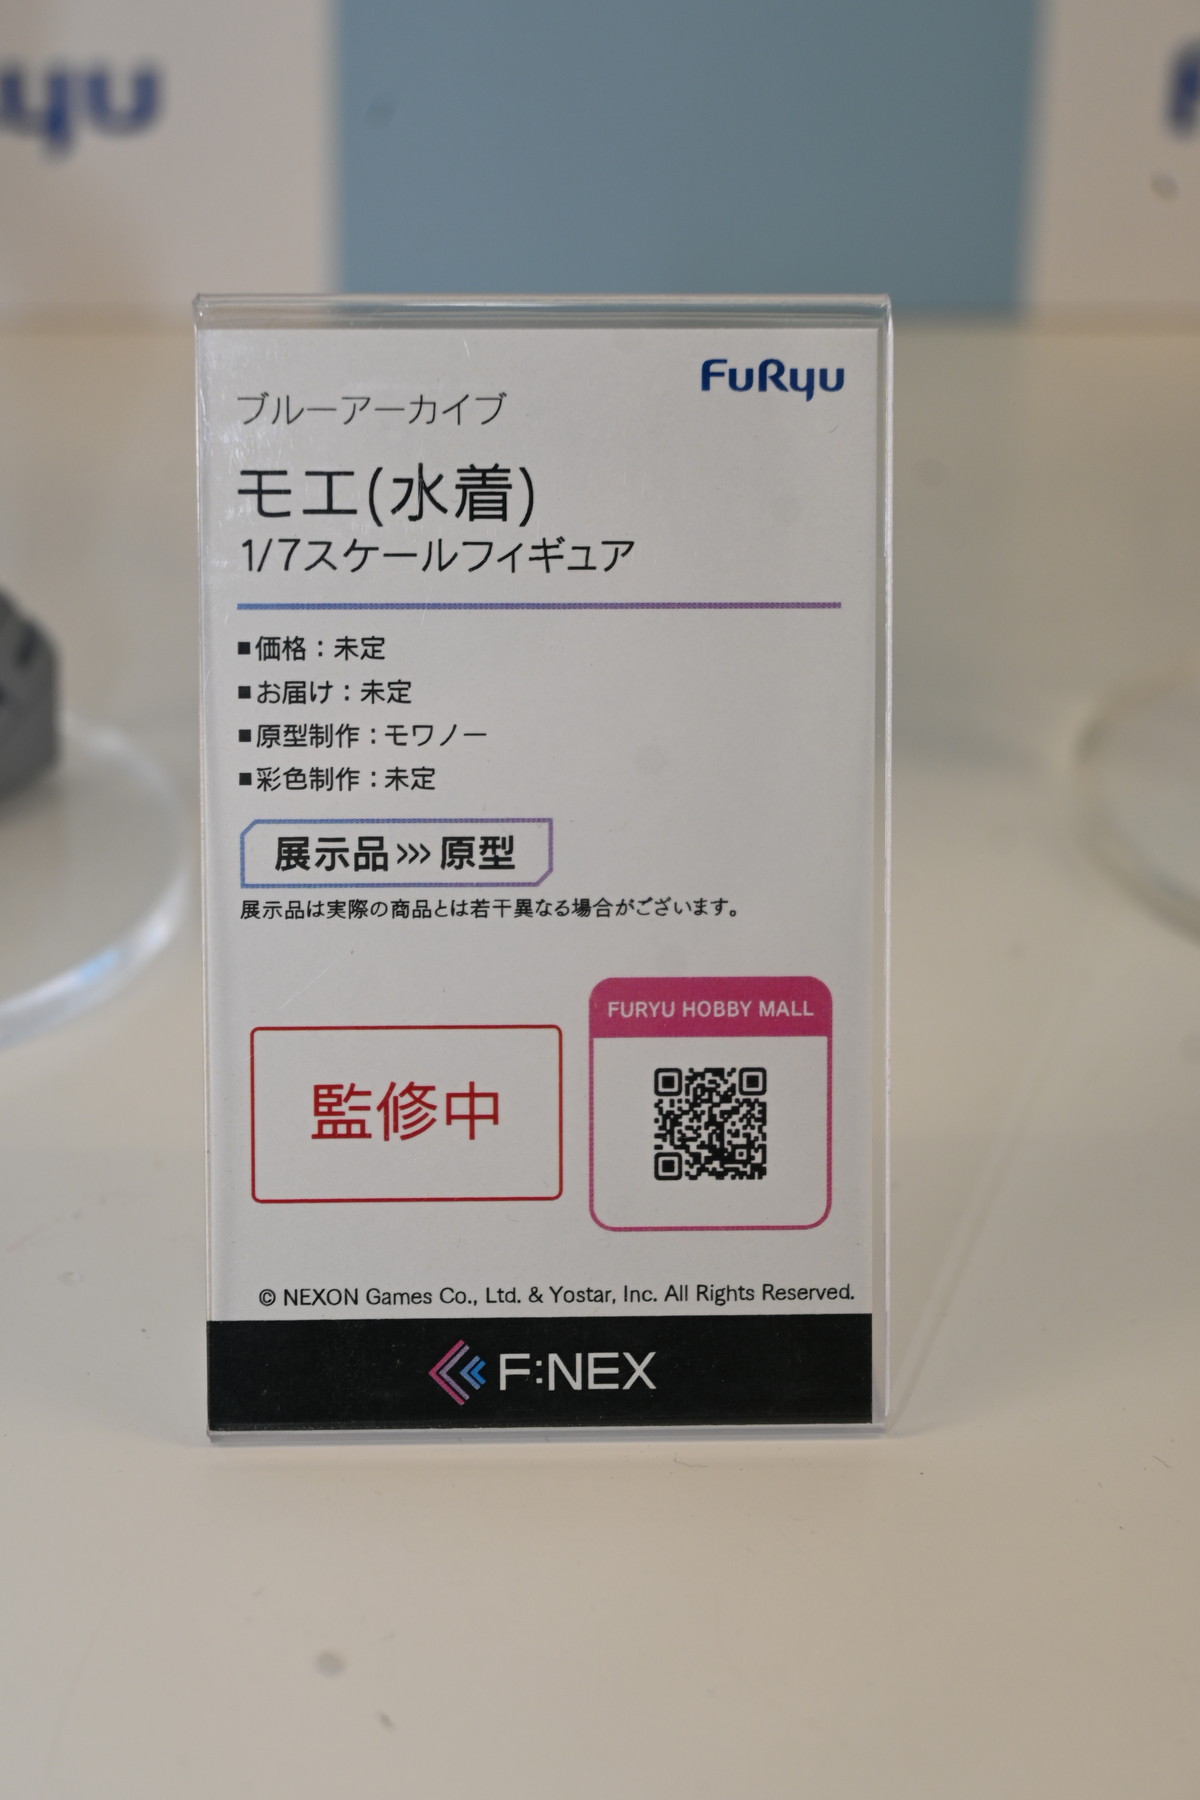 FuRyu
ブルーアーカイブ
モエ(水着)
1/7スケールフィギュア
■価格：未定
■お届け：未定
■原型制作：モワノー
■彩色制作：未定
展示品>>>原型
展示品は実際の商品とは若干異なる場合がございます。
監修中
FURYU HOBBY MALL
© NEXON Games Co., Ltd. & Yostar, Inc. All Rights Reserved.
F:NEX